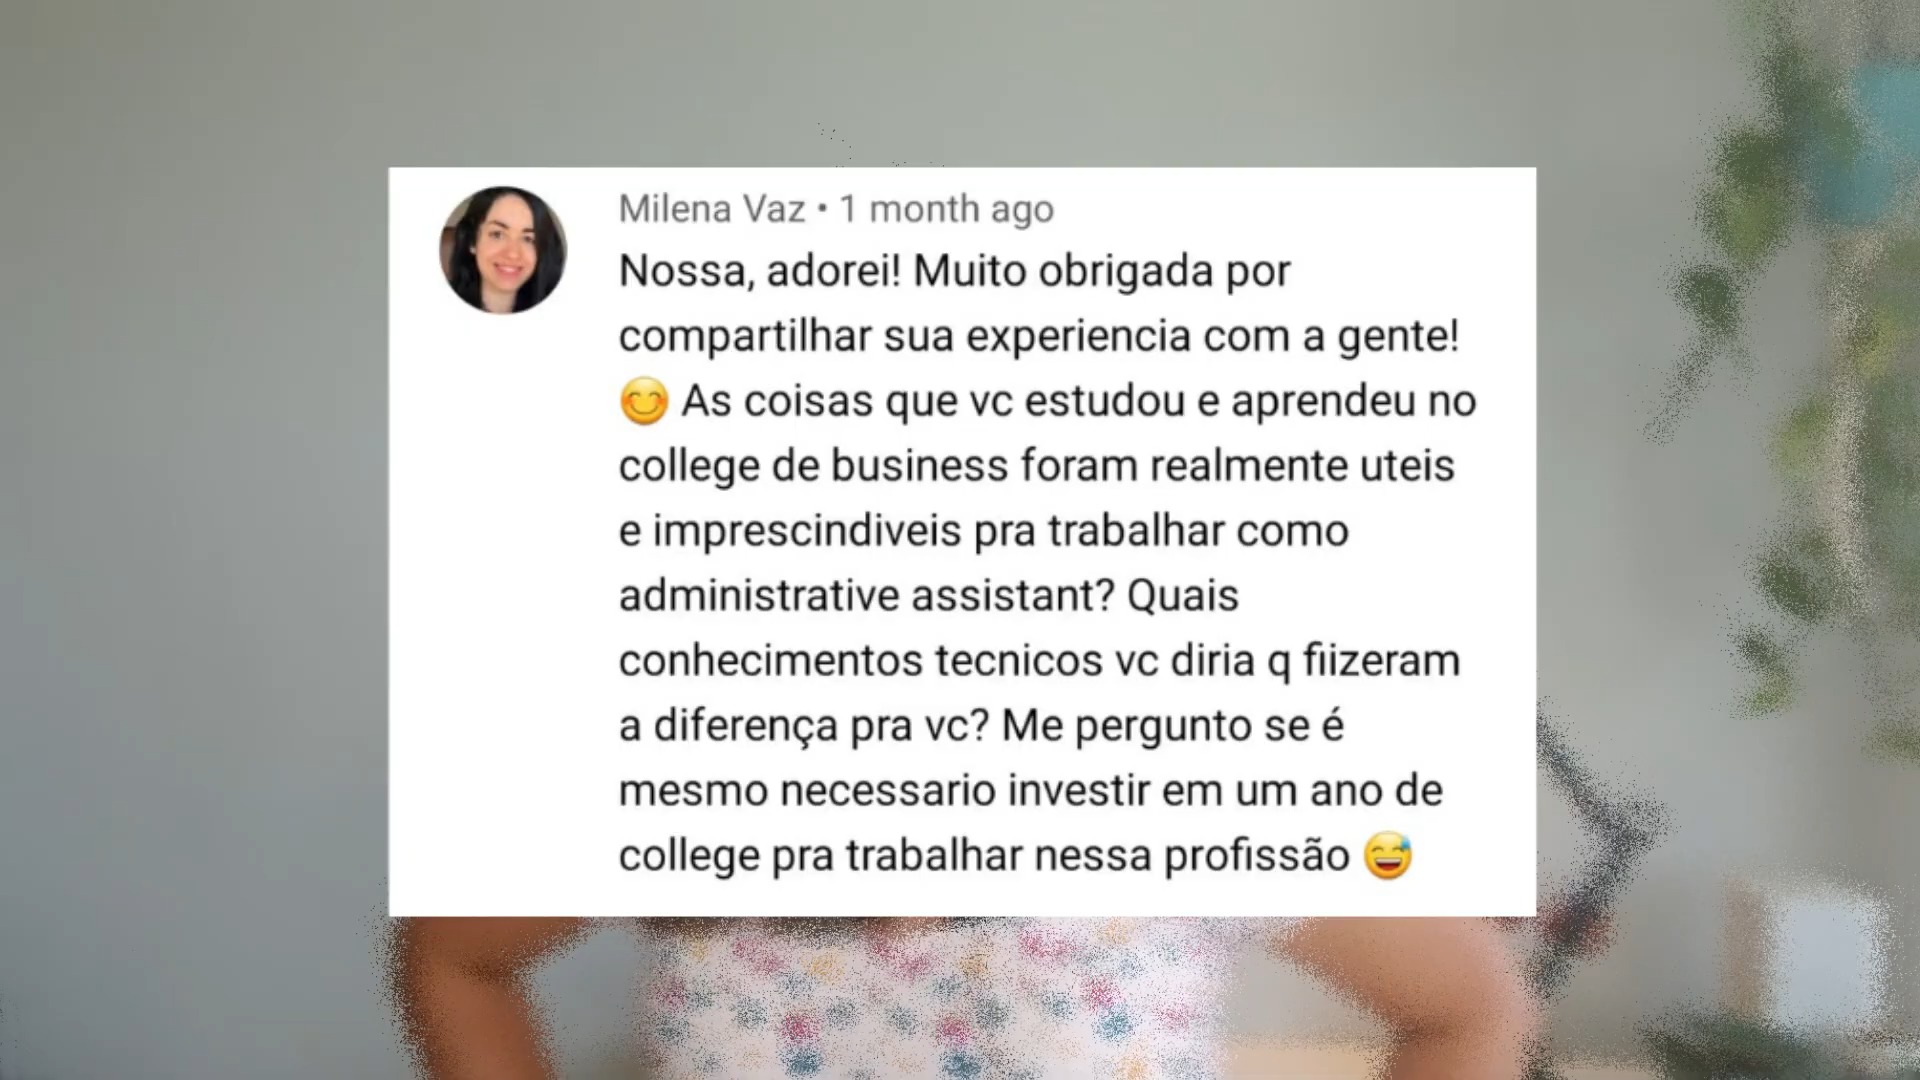 Milena Vaz • 1 month ago
Nossa, adorei! Muito obrigada por
compartilhar sua experiencia com a gente!
😊 As coisas que vc estudou e aprendeu no
college de business foram realmente uteis
e imprescindiveis pra trabalhar como
administrative assistant? Quais
conhecimentos tecnicos vc diria q fiizeram
a diferença pra vc? Me pergunto se é
mesmo necessario investir em um ano de
college pra trabalhar nessa profissão 😅